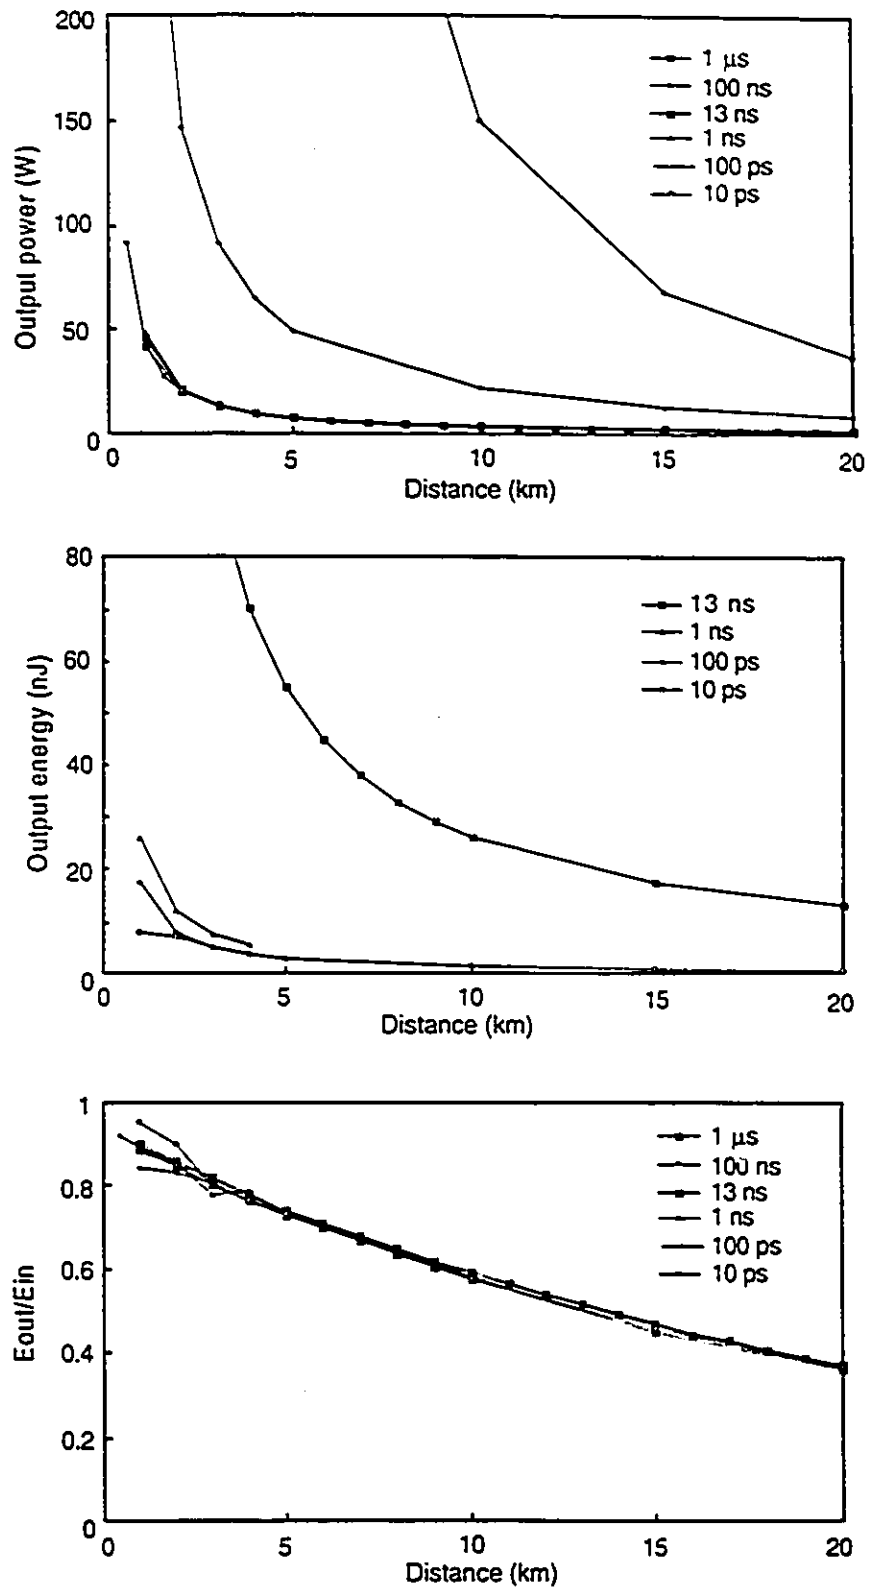 200
150
100
50
0
Output power (W)
1 μs
100 ns
13 ns
1 ns
100 ps
10 ps
0 5 10 15 20
Distance (km)
80
60
40
20
0
Output energy (nJ)
13 ns
1 ns
100 ps
10 ps
0 5 10 15 20
Distance (km)
1
0.8
0.6
0.4
0.2
0
Eout/Ein
1 μs
100 ns
13 ns
1 ns
100 ps
10 ps
0 5 10 15 20
Distance (km)